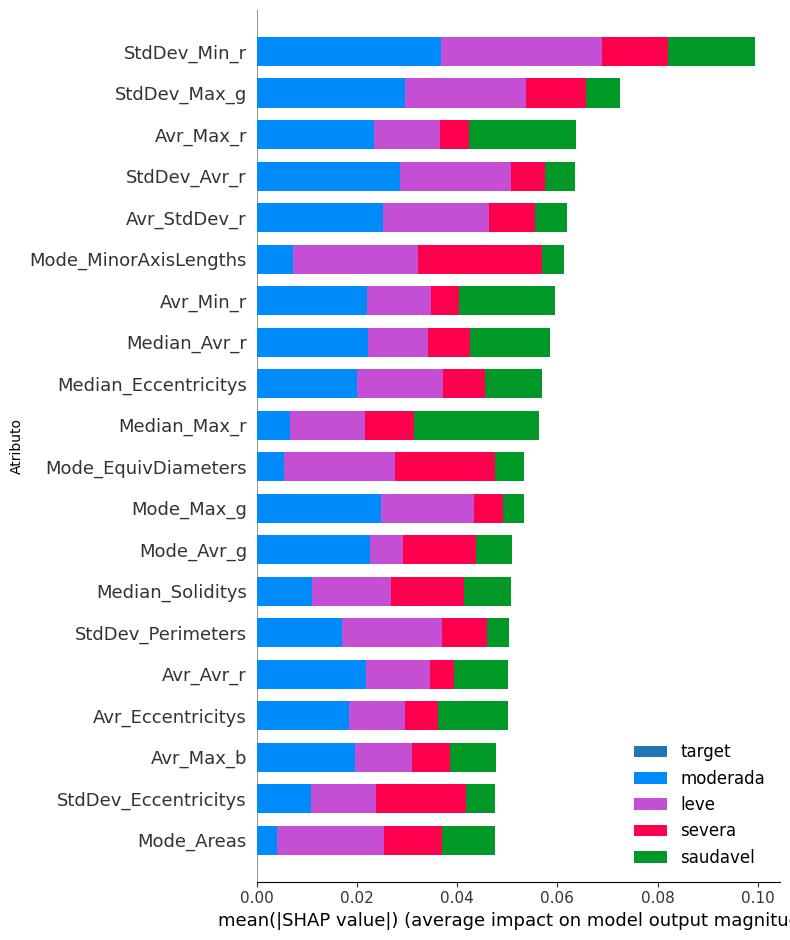 StdDev_Min_r
StdDev_Max_g
Avr_Max_r
StdDev_Avr_r
Avr_StdDev_r
Mode_MinorAxisLengths
Avr_Min_r
Median_Avr_r
Median_Eccentricitys
Median_Max_r
Mode_EquivDiameters
Mode_Max_g
Mode_Avr_g
Median_Soliditys
StdDev_Perimeters
Avr_Avr_r
Avr_Eccentricitys
Avr_Max_b
StdDev_Eccentricitys
Mode_Areas
Atributo
target
moderada
leve
severa
saudavel
0.00 0.02 0.04 0.06 0.08 0.10
mean(|SHAP value|) (average impact on model output magnitu